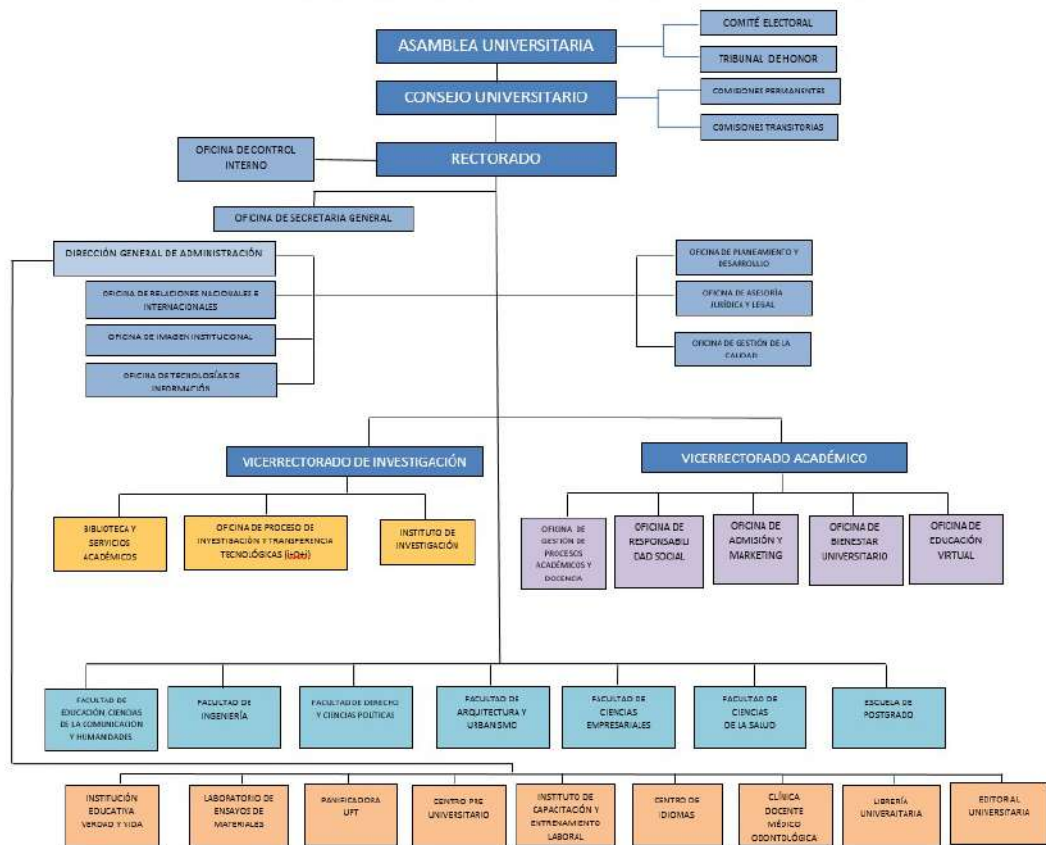 COMITÉ ELECTORAL
ASAMBLEA UNIVERSITARIA
TRIBUNAL DE HONOR
CONSEJO UNIVERSITARIO
COMISIONES PERMANENTES
COMISIONES TRANSITORIAS
OFICINA DE CONTROL
INTERNO
RECTORADO
OFICINA DE SECRETARIA GENERAL
DIRECCIÓN GENERAL DE ADMINISTRACIÓN
OFICINA DE RELACIONES NACIONALES E
INTERNACIONALES
OFICINA DE IMAGEN INSTITUCIONAL
OFICINA DE TECNOLOGÍAS DE
INFORMACIÓN
OFICINA DE PLANEAMIENTO Y
DESARROLLO
OFICINA DE ASESORÍA
JURÍDICA Y LEGAL
OFICINA DE GESTIÓN DE LA
CALIDAD
VICERRECTORADO DE INVESTIGACIÓN
VICERRECTORADO ACADÉMICO
BIBLIOTECA Y
SERVICIOS
ACADÉMICOS
OFICINA DE PROCESO DE
INVESTIGACIÓN Y TRANSFERENCIA
TECNOLÓGICAS
INSTITUTO DE
INVESTIGACIÓN
OFICINA DE
GESTIÓN DE
PROCESOS
ACADÉMICOS Y
DOCENCIA
OFICINA DE
RESPONSABILI
DAD SOCIAL
OFICINA DE
ADMISIÓN Y
MARKETING
OFICINA DE
BIENESTAR
UNIVERSITARIO
OFICINA DE
EDUCACIÓN
VIRTUAL
FACULTAD DE
EDUCACIÓN, CIENCIAS
DE LA COMUNICACIÓN
Y HUMANIDADES
FACULTAD DE
INGENIERÍA
FACULTAD DE DERECHO
Y CIENCIAS POLÍTICAS
FACULTAD DE
ARQUITECTURA Y
URBANISMO
FACULTAD DE
CIENCIAS
EMPRESARIALES
FACULTAD DE
CIENCIAS
DE LA SALUD
ESCUELA DE
POSTGRADO
INSTITUCIÓN
EDUCATIVA
VERDAD Y VIDA
LABORATORIO DE
ENSAYOS DE
MATERIALES
PANIFICADORA
UPT
CENTRO PRE
UNIVERSITARIO
INSTITUTO DE
CAPACITACIÓN Y
ENTRENAMIENTO
LABORAL
CENTRO DE
IDIOMAS
CLÍNICA
DOCENTE
MÉDICO
ODONTOLÓGICA
LIBRERÍA
UNIVERAITARIA
EDITORIAL
UNIVERSITARIA